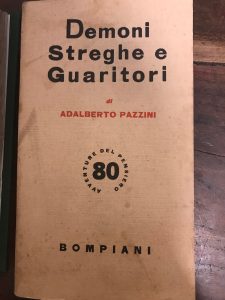 Demoni
Streghe e
Guaritori
di
ADALBERTO PAZZINI
AVVENTURE DEL PENSIERO
80
BOMPIANI